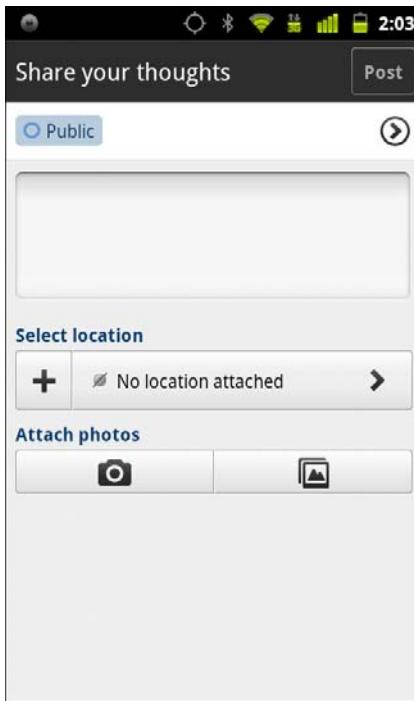 2:03
Share your thoughts
Post
Public
Select location
No location attached
Attach photos